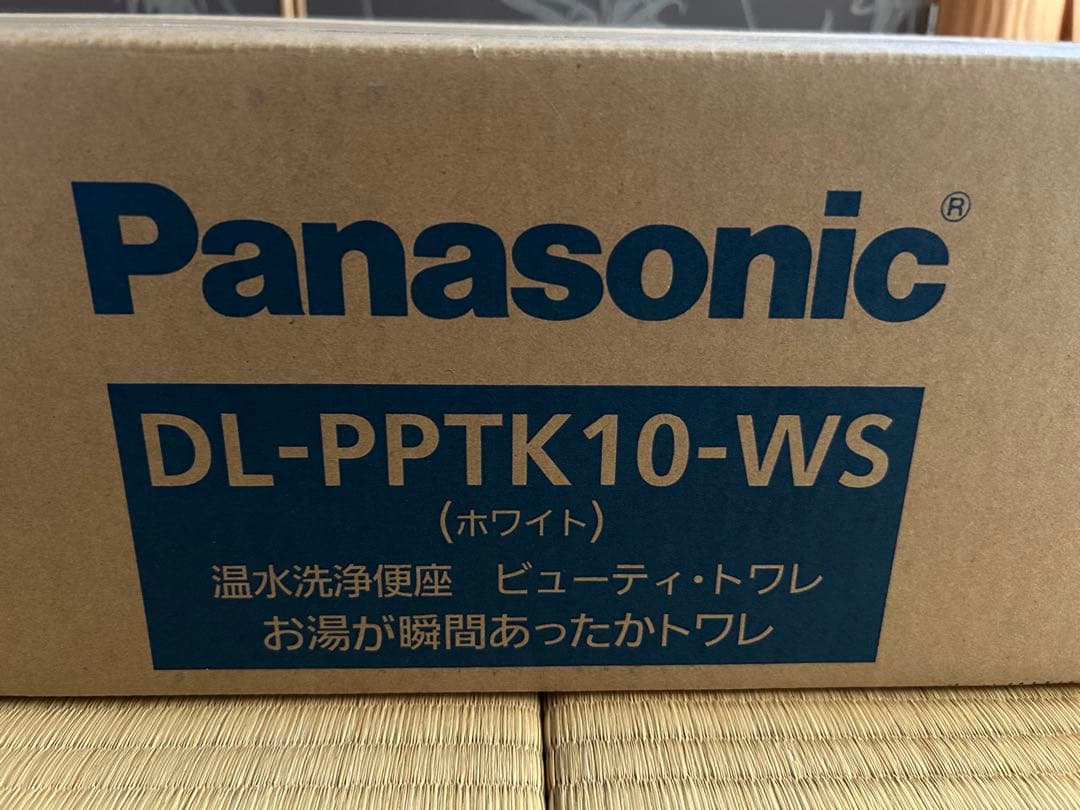 Panasonic®
DL-PPTK10-WS
(ホワイト)
温水洗浄便座 ビューティ・トワレ
お湯が瞬間あったかトワレ